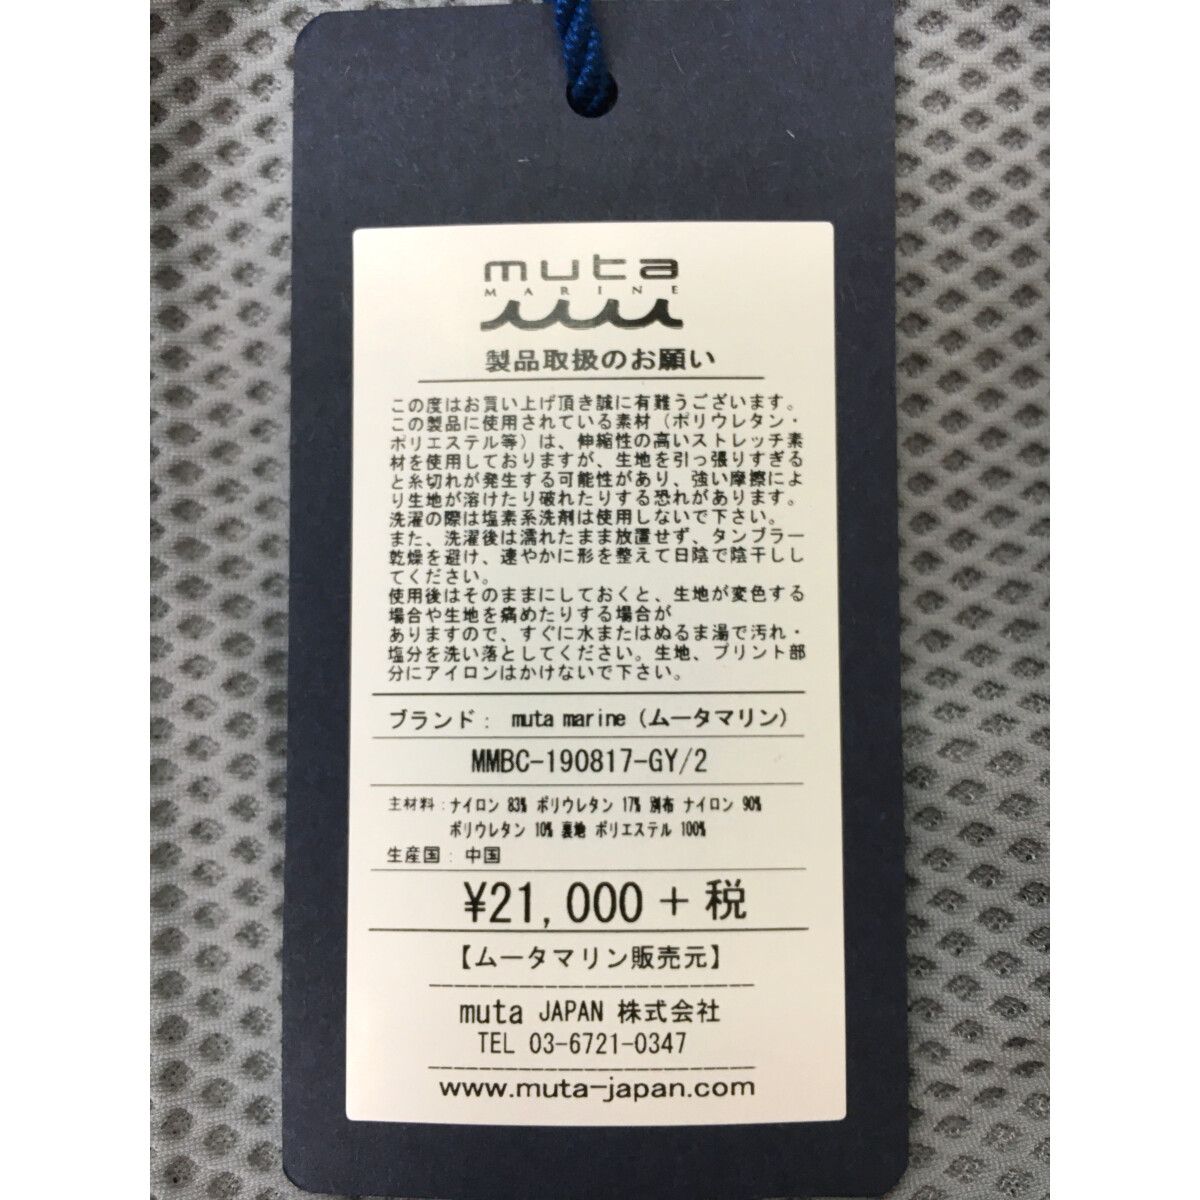 muta
MARINE
製品取扱のお願い
この度はお買い上げ頂き誠に有難うございます。
この製品に使用されている素材（ポリウレタン・
ポリエステル等）は、伸縮性の高いストレッチ素
材を使用しておりますが、生地を引っ張りすぎる
と糸切れが発生する可能性があり、強い摩擦によ
り生地が溶けたり破れたりする恐れがあります。
洗濯の際は塩素系洗剤は使用しないで下さい。
また、洗濯後は濡れたまま放置せず、タンブラー
乾燥を避け、速やかに形を整えて日陰で陰干しし
てください。
使用後はそのままにしておくと、生地が変色する
場合や生地を痛めたりする場合が
ありますので、すぐに水またはぬるま湯で汚れ・
塩分を洗い落としてください。生地、プリント部
分にアイロンはかけないで下さい。
ブランド： muta marine（ムータマリン）
MMBC-190817-GY/2
主材料：ナイロン 83% ポリウレタン 17% 別布 ナイロン 90%
ポリウレタン 10% 裏地 ポリエステル 100%
生産国： 中国
¥21,000 + 税
【ムータマリン販売元】
muta JAPAN 株式会社
TEL 03-6721-0347
www.muta-japan.com